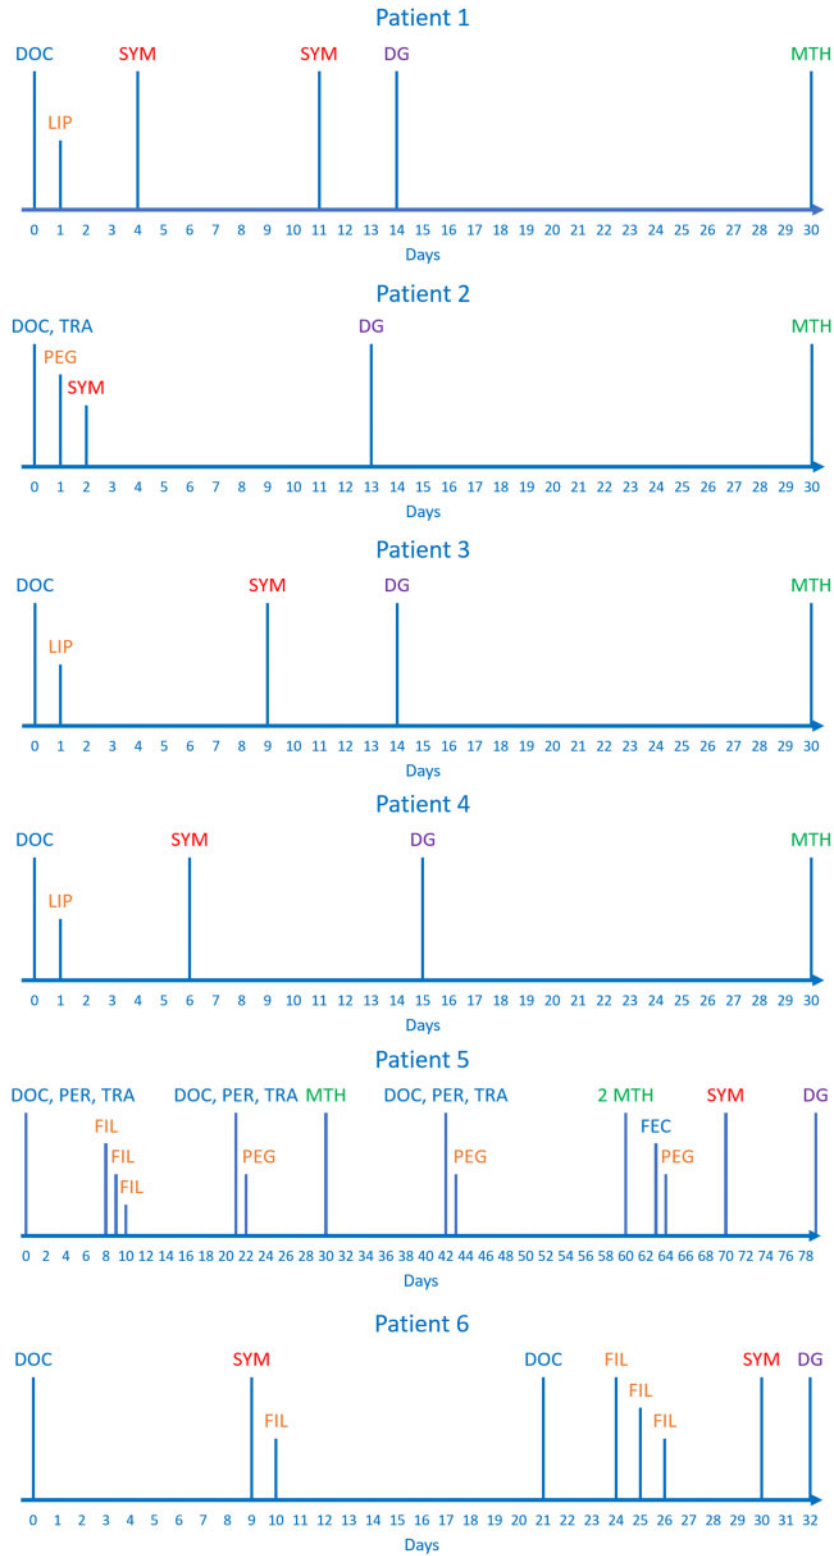 Patient 1
DOC SYM SYM DG MTH
LIP
0 1 2 3 4 5 6 7 8 9 10 11 12 13 14 15 16 17 18 19 20 21 22 23 24 25 26 27 28 29 30
Days
Patient 2
DOC, TRA DG MTH
PEG
SYM
0 1 2 3 4 5 6 7 8 9 10 11 12 13 14 15 16 17 18 19 20 21 22 23 24 25 26 27 28 29 30
Days
Patient 3
DOC SYM DG MTH
LIP
0 1 2 3 4 5 6 7 8 9 10 11 12 13 14 15 16 17 18 19 20 21 22 23 24 25 26 27 28 29 30
Days
Patient 4
DOC SYM DG MTH
LIP
0 1 2 3 4 5 6 7 8 9 10 11 12 13 14 15 16 17 18 19 20 21 22 23 24 25 26 27 28 29 30
Days
Patient 5
DOC, PER, TRA DOC, PER, TRA MTH DOC, PER, TRA 2 MTH SYM DG
FIL FEC
FIL PEG PEG PEG
FIL
0 2 4 6 8 10 12 14 16 18 20 22 24 26 28 30 32 34 36 38 40 42 44 46 48 50 52 54 56 58 60 62 64 66 68 70 72 74 76 78
Days
Patient 6
DOC SYM DOC FIL SYM DG
FIL
FIL FIL
0 1 2 3 4 5 6 7 8 9 10 11 12 13 14 15 16 17 18 19 20 21 22 23 24 25 26 27 28 29 30 31 32
Days